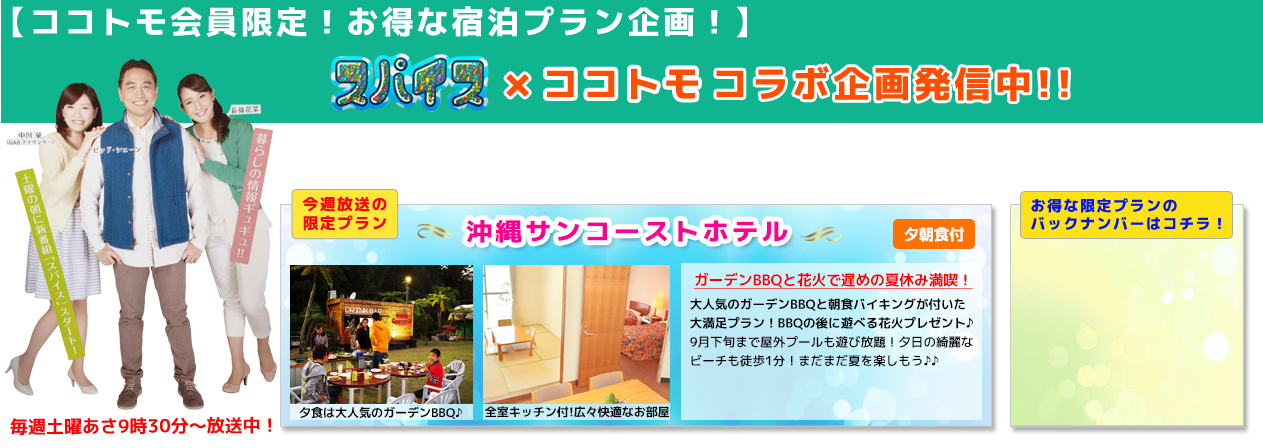 【ココトモ会員限定！お得な宿泊プラン企画！】
スパイス×ココトモ コラボ企画発信中!!
中川 栞
(QABアナウンサー)
デビッド・シェーン
長嶺花菜
土曜の朝に新番組「スパイス」スタート！
暮らしの情報ギュギュ!!
毎週土曜あさ9時30分〜放送中！
今週放送の
限定プラン
沖縄サンコーストホテル
夕朝食付
DRINK BAR
夕食は大人気のガーデンBBQ♪
全室キッチン付!広々快適なお部屋
ガーデンBBQと花火で遅めの夏休み満喫！
大人気のガーデンBBQと朝食バイキングが付いた
大満足プラン！BBQの後に遊べる花火プレゼント♪
9月下旬まで屋外プールも遊び放題！夕日の綺麗な
ビーチも徒歩1分！まだまだ夏を楽しもう♪♪
お得な限定プランの
バックナンバーはコチラ！